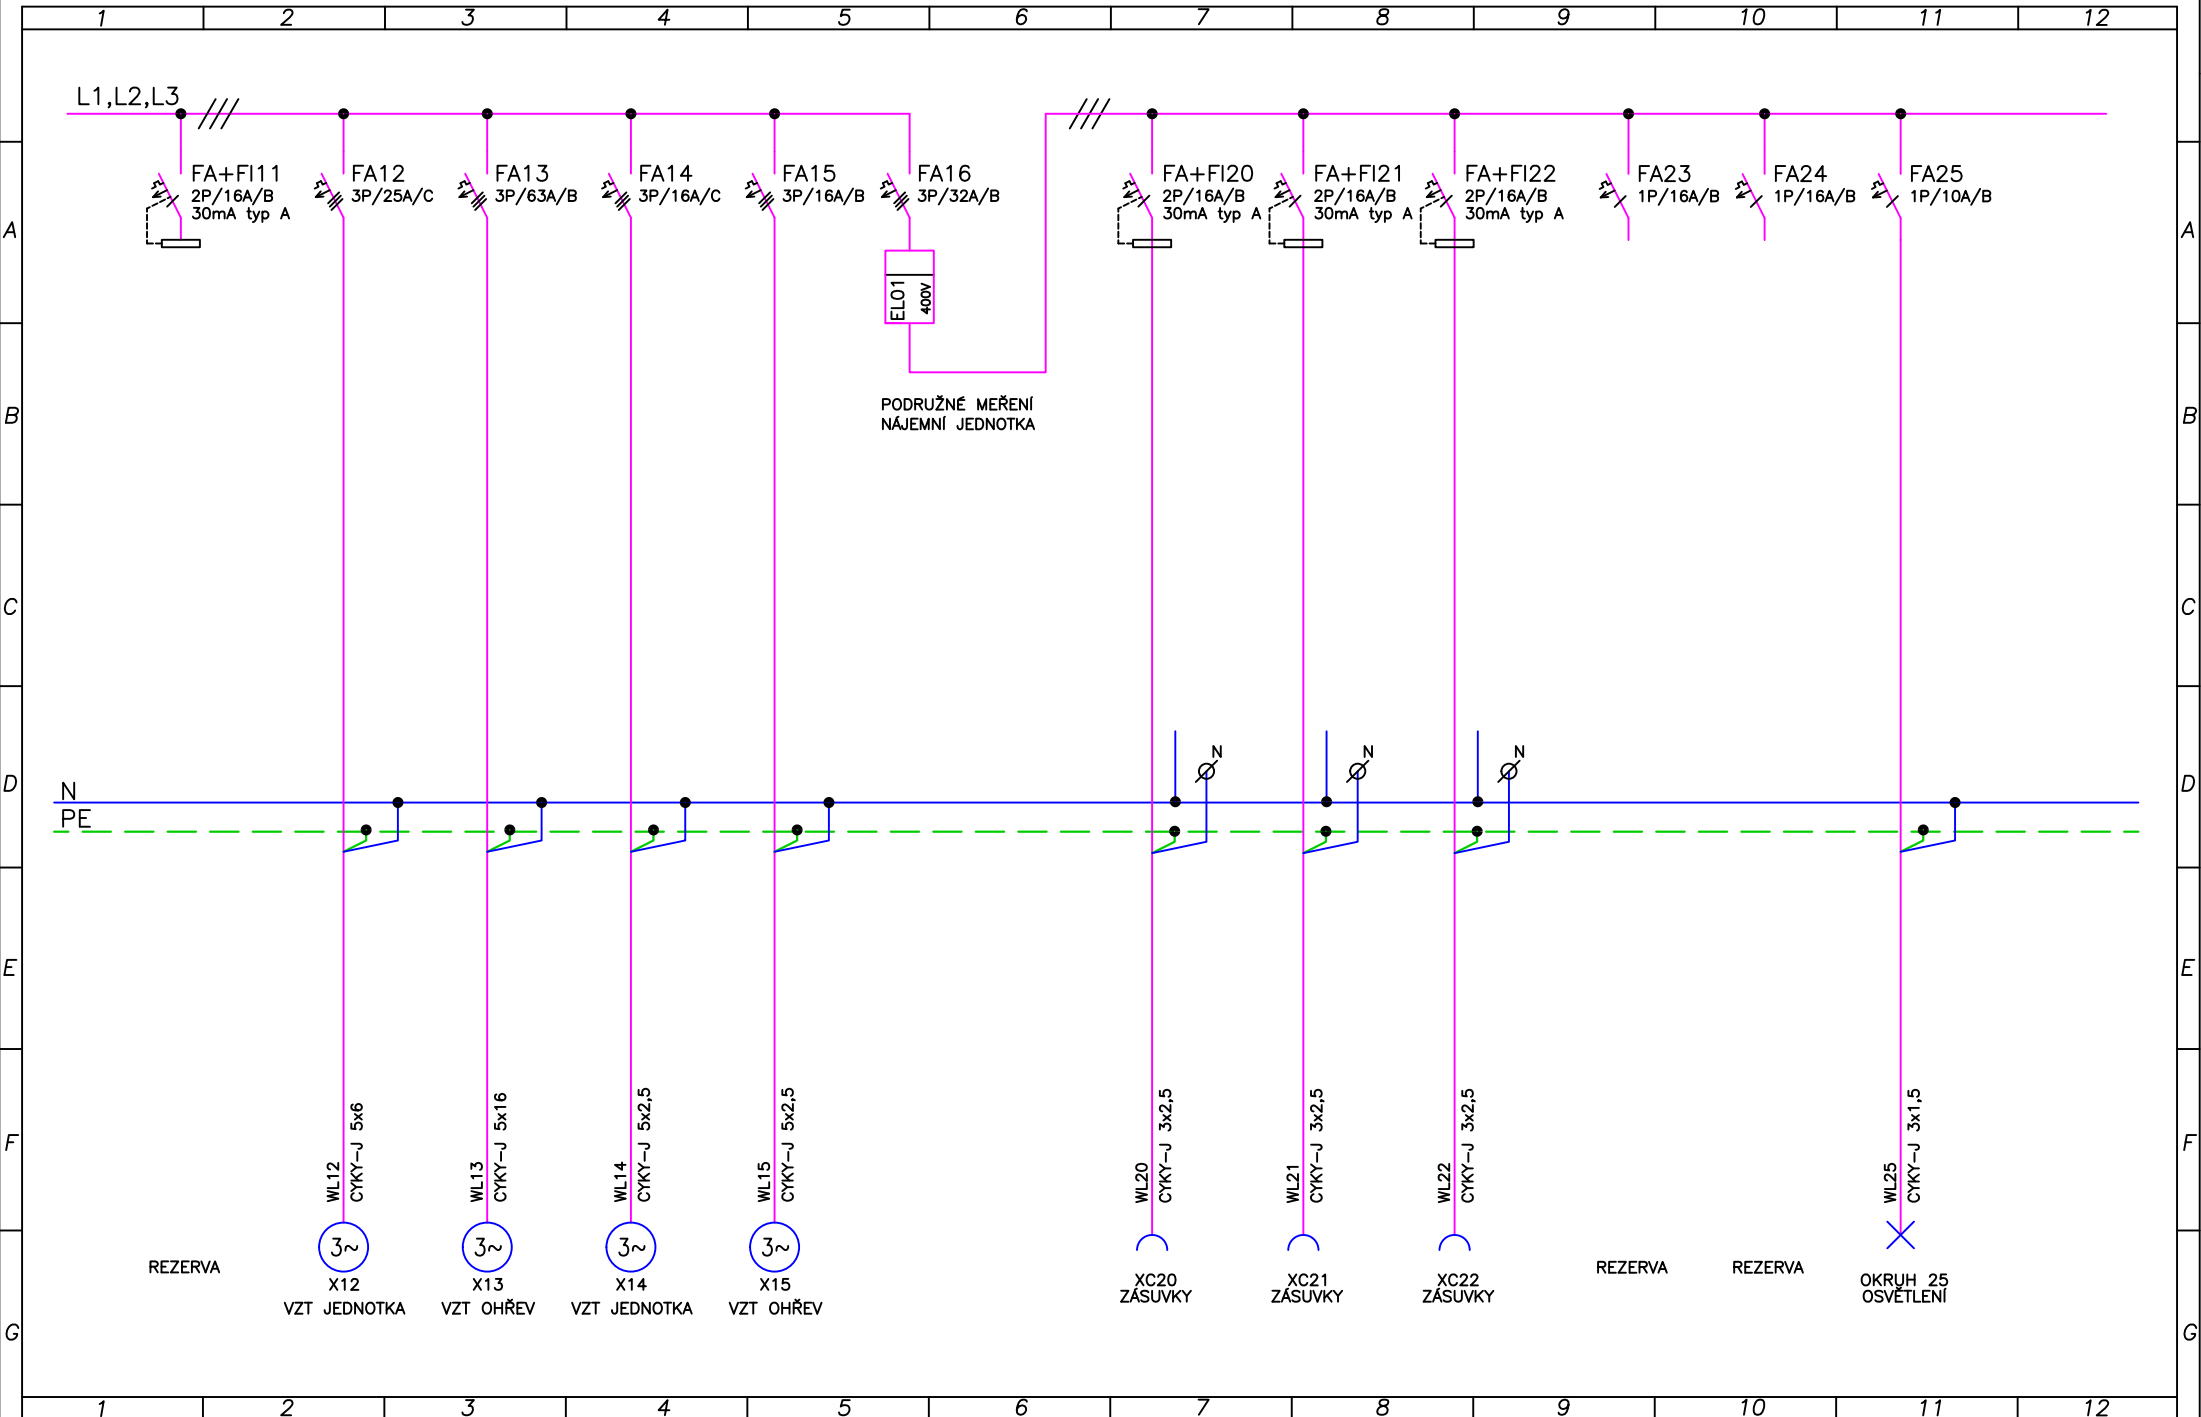 1 2 3 4 5 6 7 8 9 10 11 12
L1,L2,L3
FA+FI11
2P/16A/B
30mA typ A
FA12
3P/25A/C
FA13
3P/63A/B
FA14
3P/16A/C
FA15
3P/16A/B
FA16
3P/32A/B
FA+FI20
2P/16A/B
30mA typ A
FA+FI21
2P/16A/B
30mA typ A
FA+FI22
2P/16A/B
30mA typ A
FA23
1P/16A/B
FA24
1P/16A/B
FA25
1P/10A/B
A A
EL01
400V
PODRUŽNÉ MEŘENÍ
NÁJEMNÍ JEDNOTKA
B B
C C
N N N
D D
N
PE
E E
F F
WL12
CYKY-J 5x6
WL13
CYKY-J 5x16
WL14
CYKY-J 5x2,5
WL15
CYKY-J 5x2,5
WL20
CYKY-J 3x2,5
WL21
CYKY-J 3x2,5
WL22
CYKY-J 3x2,5
WL25
CYKY-J 3x1,5
REZERVA
3~
X12
VZT JEDNOTKA
3~
X13
VZT OHŘEV
3~
X14
VZT JEDNOTKA
3~
X15
VZT OHŘEV
XC20
ZÁSUVKY
XC21
ZÁSUVKY
XC22
ZÁSUVKY
REZERVA
REZERVA
OKRUH 25
OSVĚTLENÍ
G G
1 2 3 4 5 6 7 8 9 10 11 12